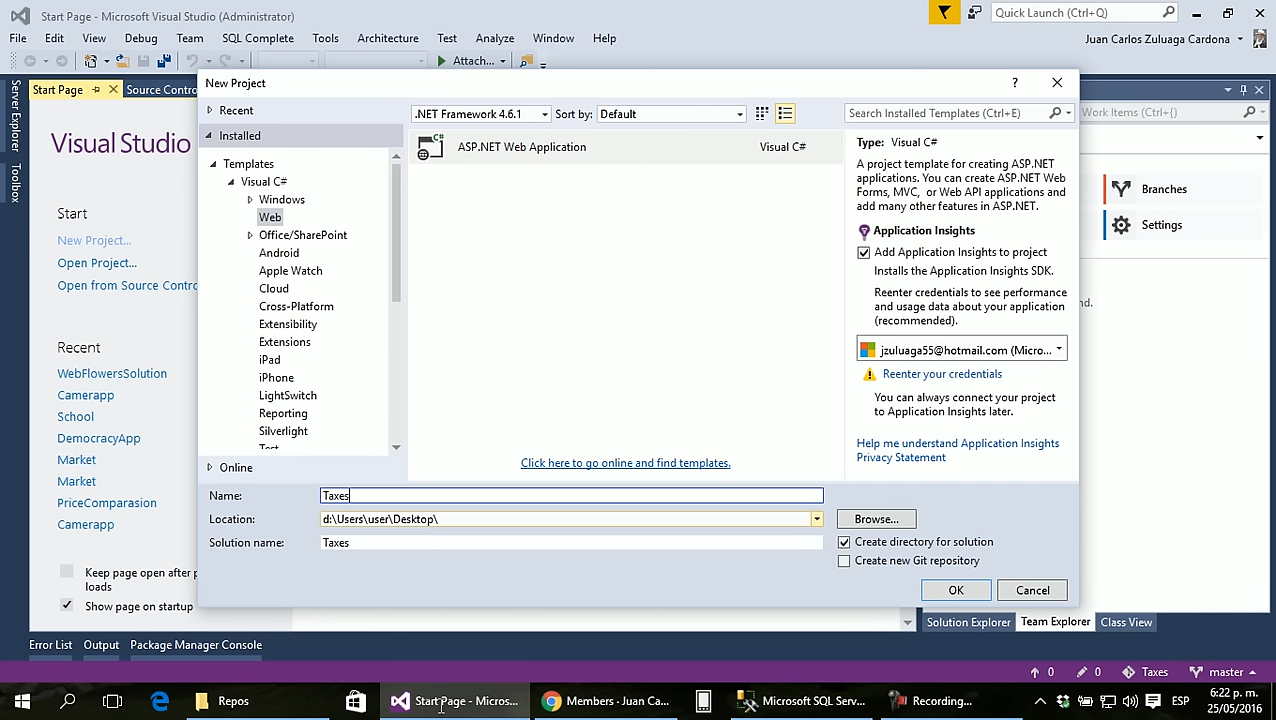 Start Page - Microsoft Visual Studio (Administrator)
Quick Launch (Ctrl+Q)
File Edit View Debug Team SQL Complete Tools Architecture Test Analyze Window Help
Juan Carlos Zuluaga Cardona
Attach...
Server Explorer
Toolbox
Start Page
Source Contro
New Project
?
Recent
.NET Framework 4.6.1
Sort by:
Default
Search Installed Templates (Ctrl+E)
Work Items (Ctrl+{)
Installed
Visual Studio
Templates
Visual C#
Windows
Web
Office/SharePoint
Android
Apple Watch
Cloud
Cross-Platform
Extensibility
Extensions
iPad
iPhone
LightSwitch
Reporting
Silverlight
Test
Online
C#
ASP.NET Web Application
Visual C#
Click here to go online and find templates.
Type: Visual C#
A project template for creating ASP.NET
applications. You can create ASP.NET Web
Forms, MVC, or Web API applications and
add many other features in ASP.NET.
Application Insights
Add Application Insights to project
Installs the Application Insights SDK.
Reenter credentials to see performance
and usage data about your application
(recommended).
jzuluaga55@hotmail.com (Micro...
Reenter your credentials
You can always connect your project
to Application Insights later.
Help me understand Application Insights
Privacy Statement
Branches
Settings
nd.
Start
New Project...
Open Project...
Open from Source Contro
Recent
WebFlowersSolution
Camerapp
School
DemocracyApp
Market
Market
PriceComparasion
Camerapp
Keep page open after p
loads
Show page on startup
Name:
Taxes
Location:
d:\Users\user\Desktop\
Browse...
Solution name:
Taxes
Create directory for solution
Create new Git repository
OK
Cancel
Solution Explorer
Team Explorer
Class View
Error List
Output
Package Manager Console
0
0
Taxes
master
Repos
Start Page - Micros...
Members - Juan Ca...
Microsoft SQL Serv...
Recording...
ESP
6:22 p. m.
25/05/2016